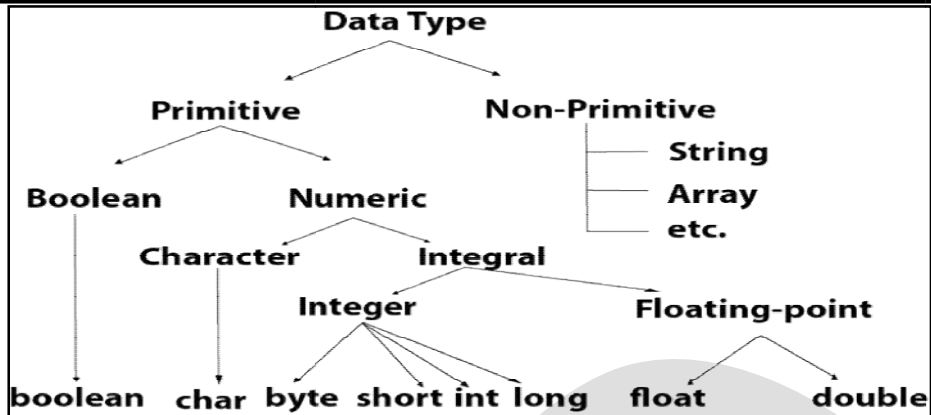 Data Type
Primitive
Non-Primitive
String
Array
etc.
Boolean
Numeric
Character
Integral
Integer
Floating-point
boolean char byte short int long float double